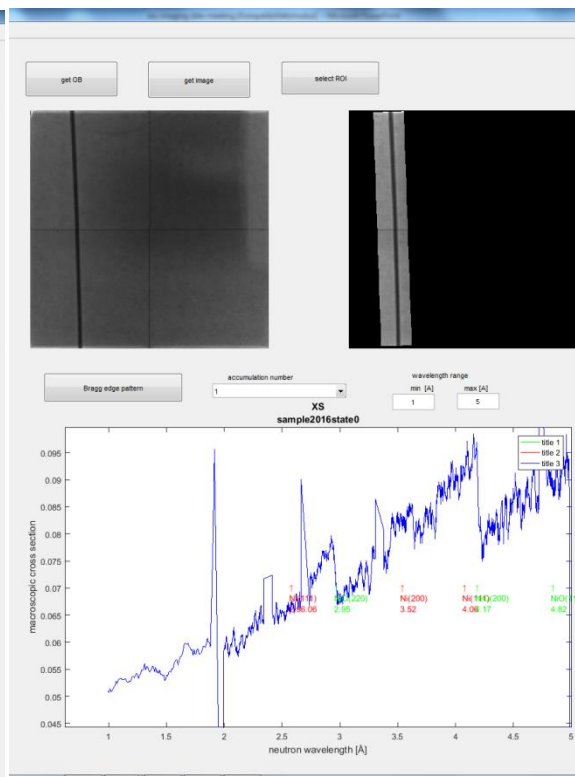 get OB
get image
select ROI
Bragg edge pattern
accumulation number
1
wavelength range
min [A]
max [A]
1
5
XS
sample2016state0
title 1
title 2
title 3
macroscopic cross section
0.095
0.09
0.085
0.08
0.075
0.07
0.065
0.06
0.055
0.05
0.045
2.95
Ni(200)
3.52
4.82
1 1.5 2 2.5 3 3.5 4 4.5 5
neutron wavelength [Å]